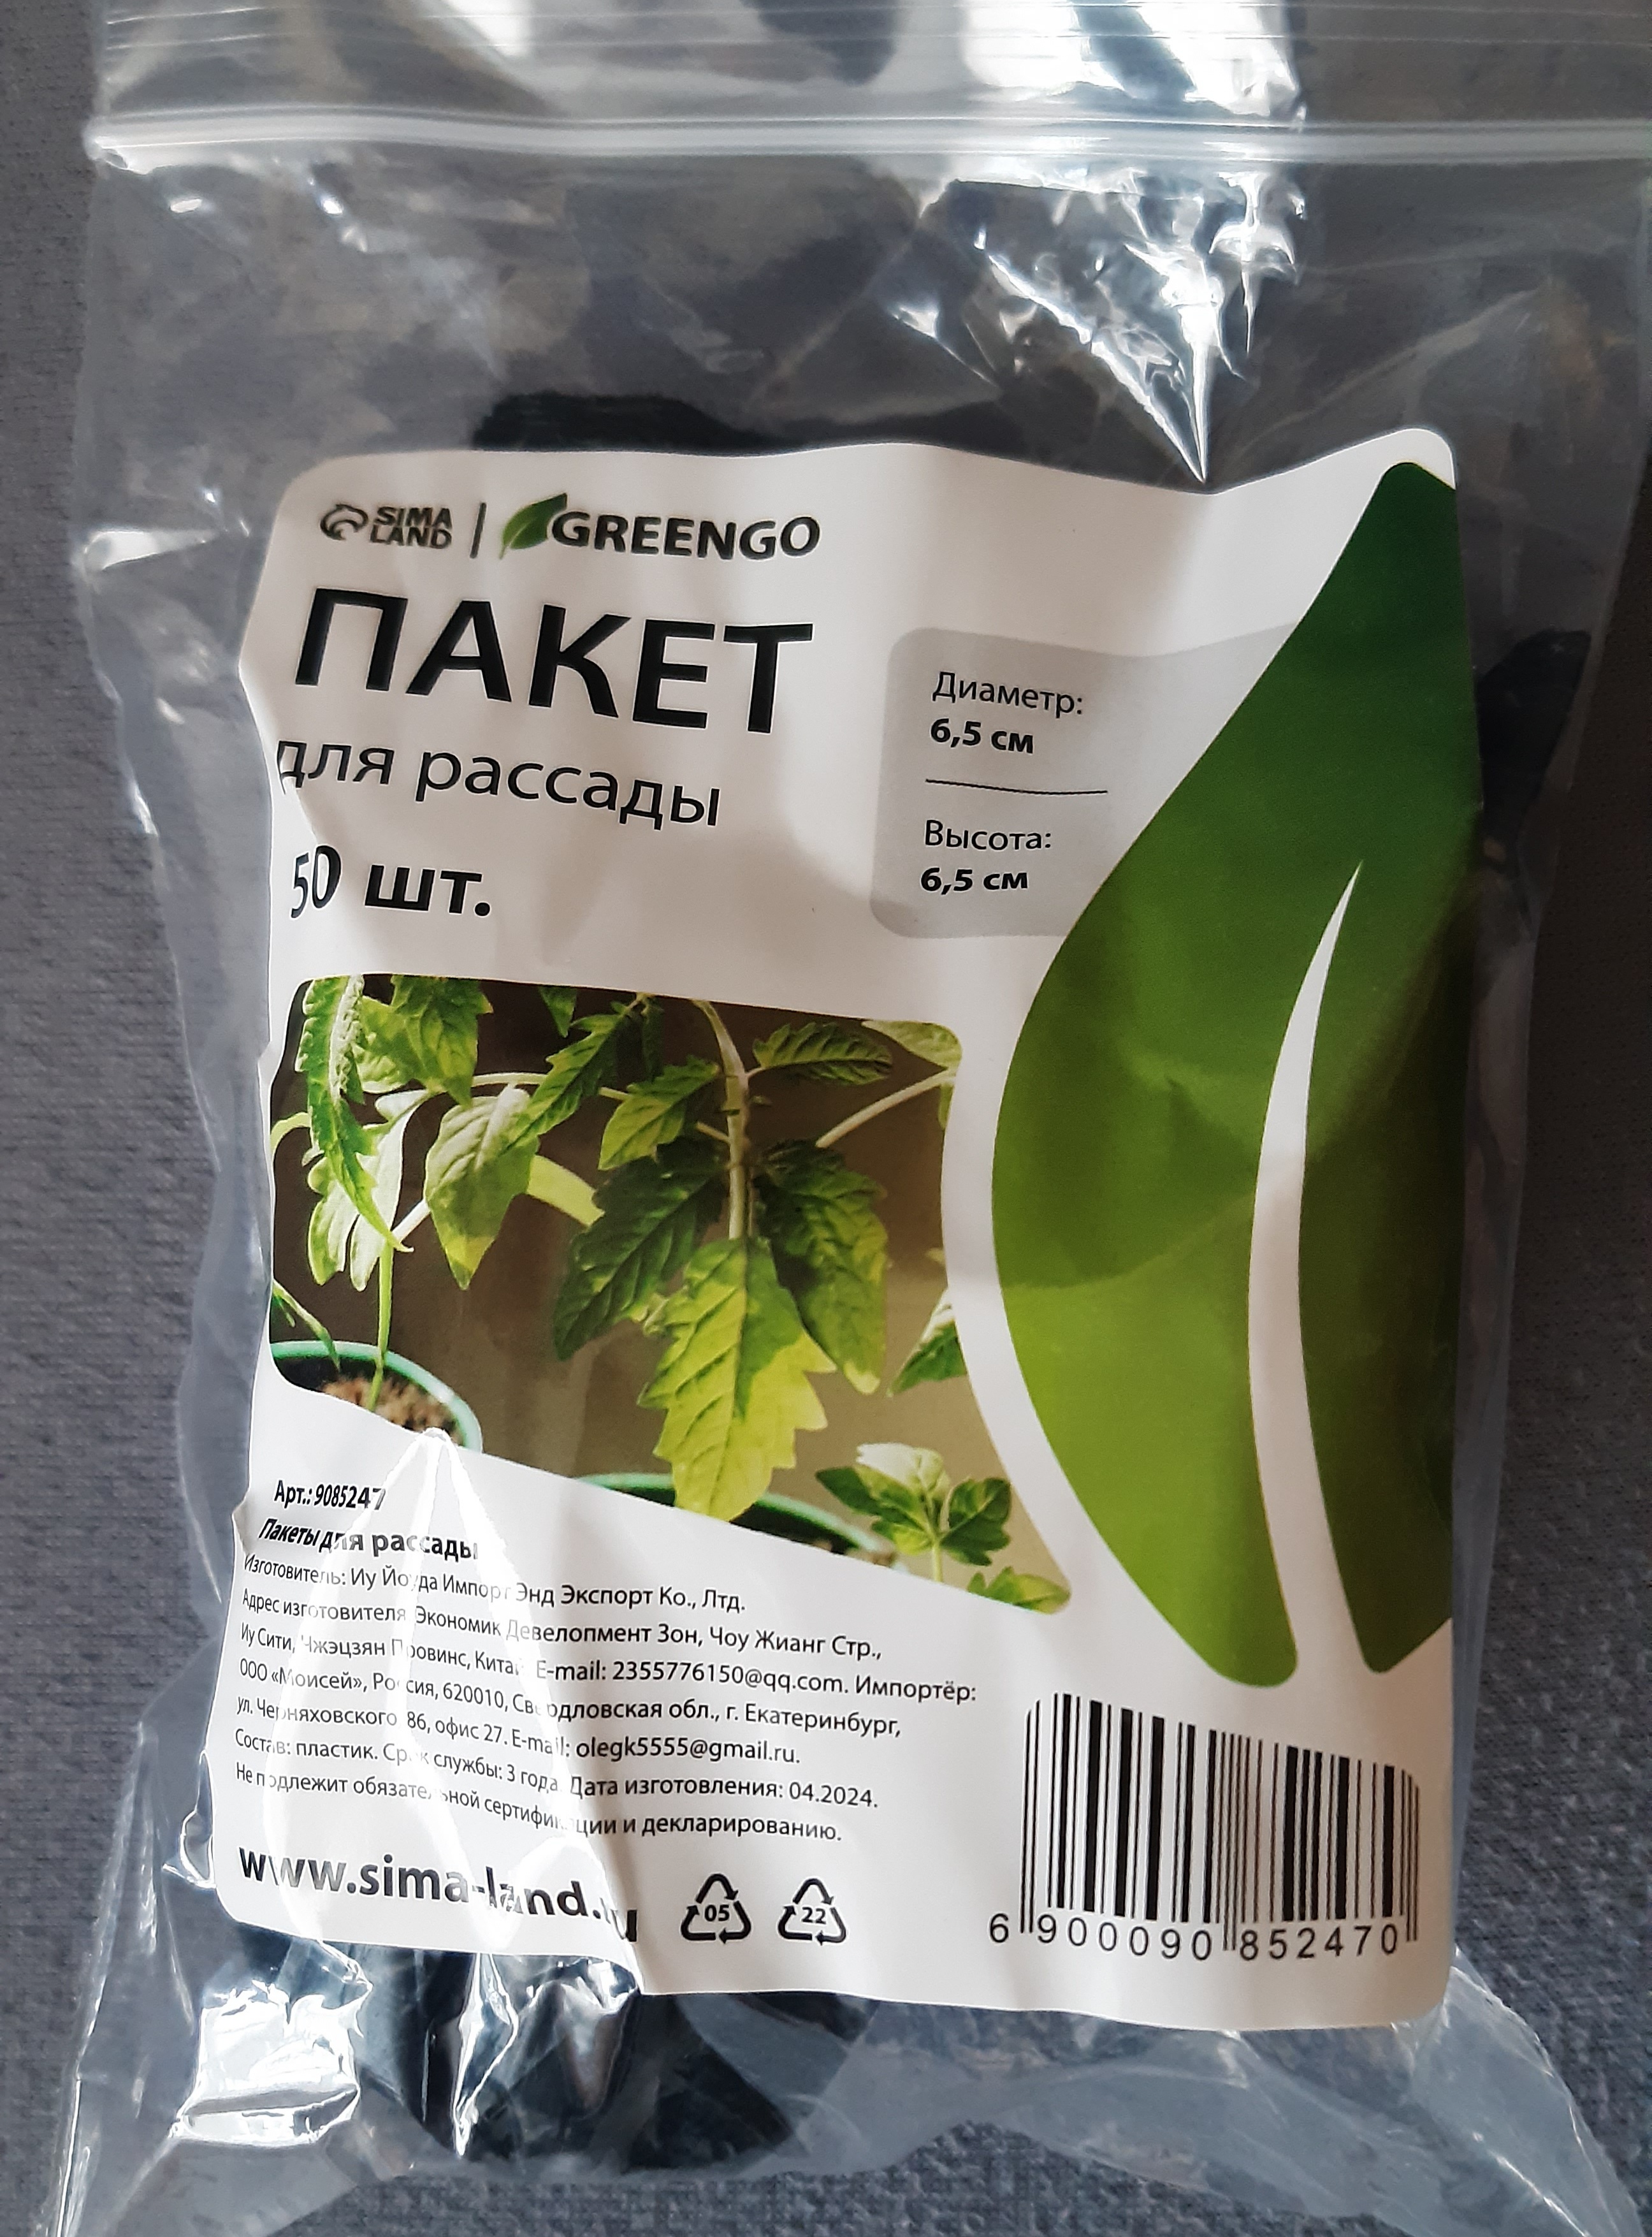 SIMA LAND | GREENGO
ПАКЕТ
для рассады
50 шт.
Диаметр:
6,5 см
Высота:
6,5 см
Арт.: 9085247
Пакеты для рассады
Изготовитель: Иу Йоуда Импорт Энд Экспорт Ко., Лтд.
Адрес изготовителя: Экономик Девелопмент Зон, Чоу Жианг Стр.,
Иу Сити, Чжэцзян Провинс, Китай. E-mail: 2355776150@qq.com. Импортёр:
ООО «Моисей», Россия, 620010, Свердловская обл., г. Екатеринбург,
ул. Черняховского, 86, офис 27. E-mail: olegk5555@gmail.ru.
Состав: пластик. Срок службы: 3 года. Дата изготовления: 04.2024.
Не подлежит обязательной сертификации и декларированию.
www.sima-land.ru
05
22
6 900090 852470